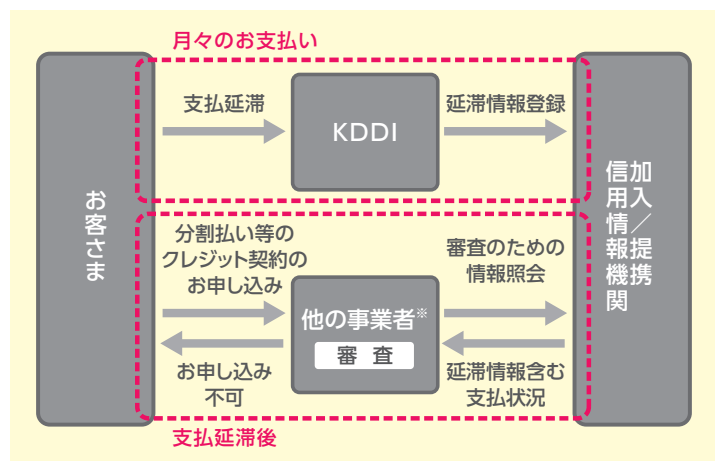 月々のお支払い
お客さま
支払延滞
KDDI
延滞情報登録
加入／提携
信用情報機関
分割払い等の
クレジット契約の
お申し込み
他の事業者※
審 査
審査のための
情報照会
お申し込み
不可
延滞情報含む
支払状況
支払延滞後